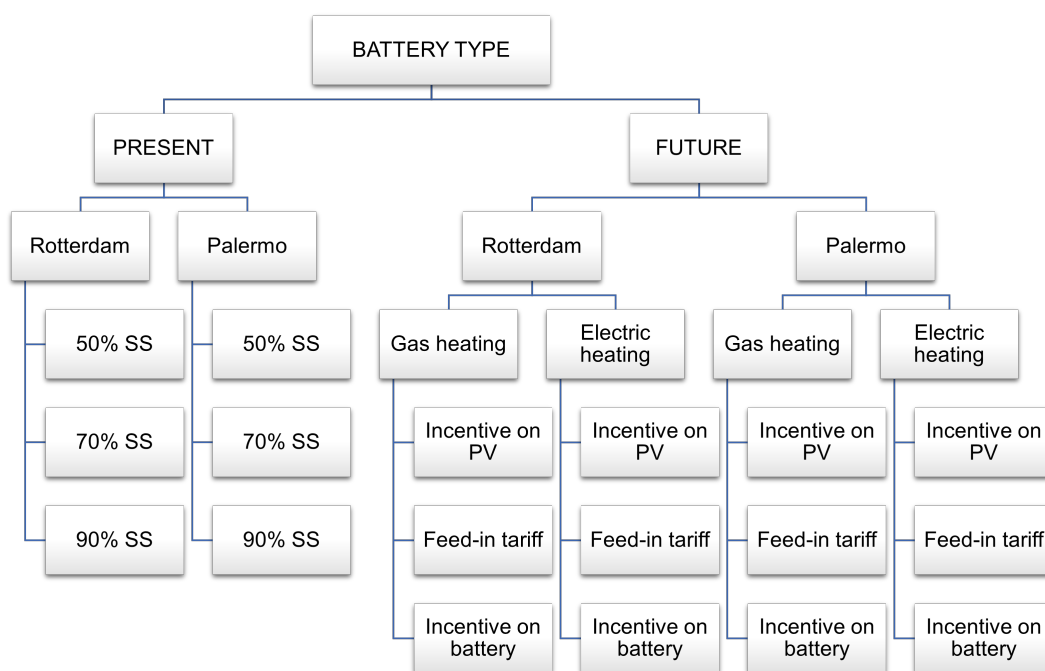 BATTERY TYPE
PRESENT
FUTURE
Rotterdam
Palermo
Rotterdam
Palermo
50% SS
50% SS
Gas heating
Electric
heating
Gas heating
Electric
heating
70% SS
70% SS
Incentive on
PV
Incentive on
PV
Incentive on
PV
Incentive on
PV
90% SS
90% SS
Feed-in tariff
Feed-in tariff
Feed-in tariff
Feed-in tariff
Incentive on
battery
Incentive on
battery
Incentive on
battery
Incentive on
battery